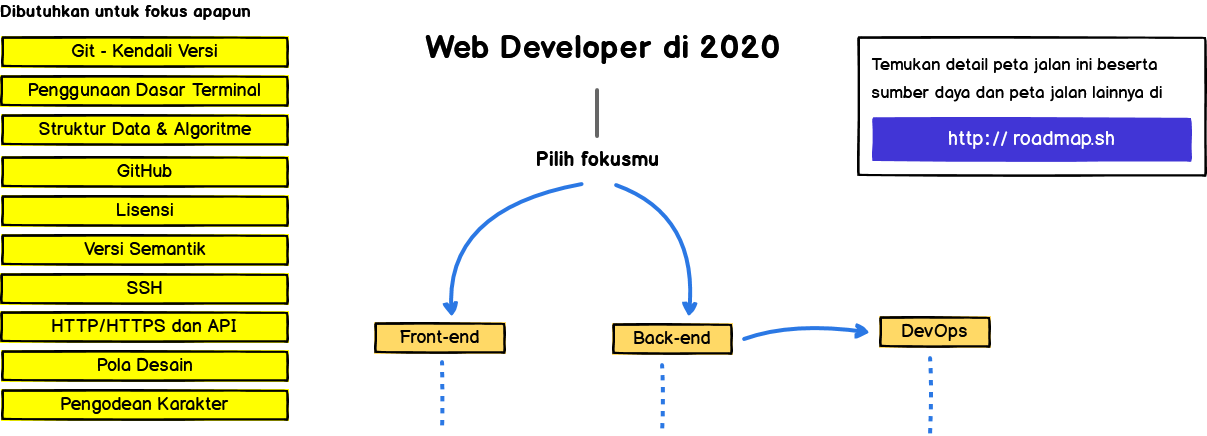 Dibutuhkan untuk fokus apapun
Git - Kendali Versi
Penggunaan Dasar Terminal
Struktur Data & Algoritme
GitHub
Lisensi
Versi Semantik
SSH
HTTP/HTTPS dan API
Pola Desain
Pengodean Karakter
Web Developer di 2020
Pilih fokusmu
Front-end
Back-end
DevOps
Temukan detail peta jalan ini beserta
sumber daya dan peta jalan lainnya di
http:// roadmap.sh